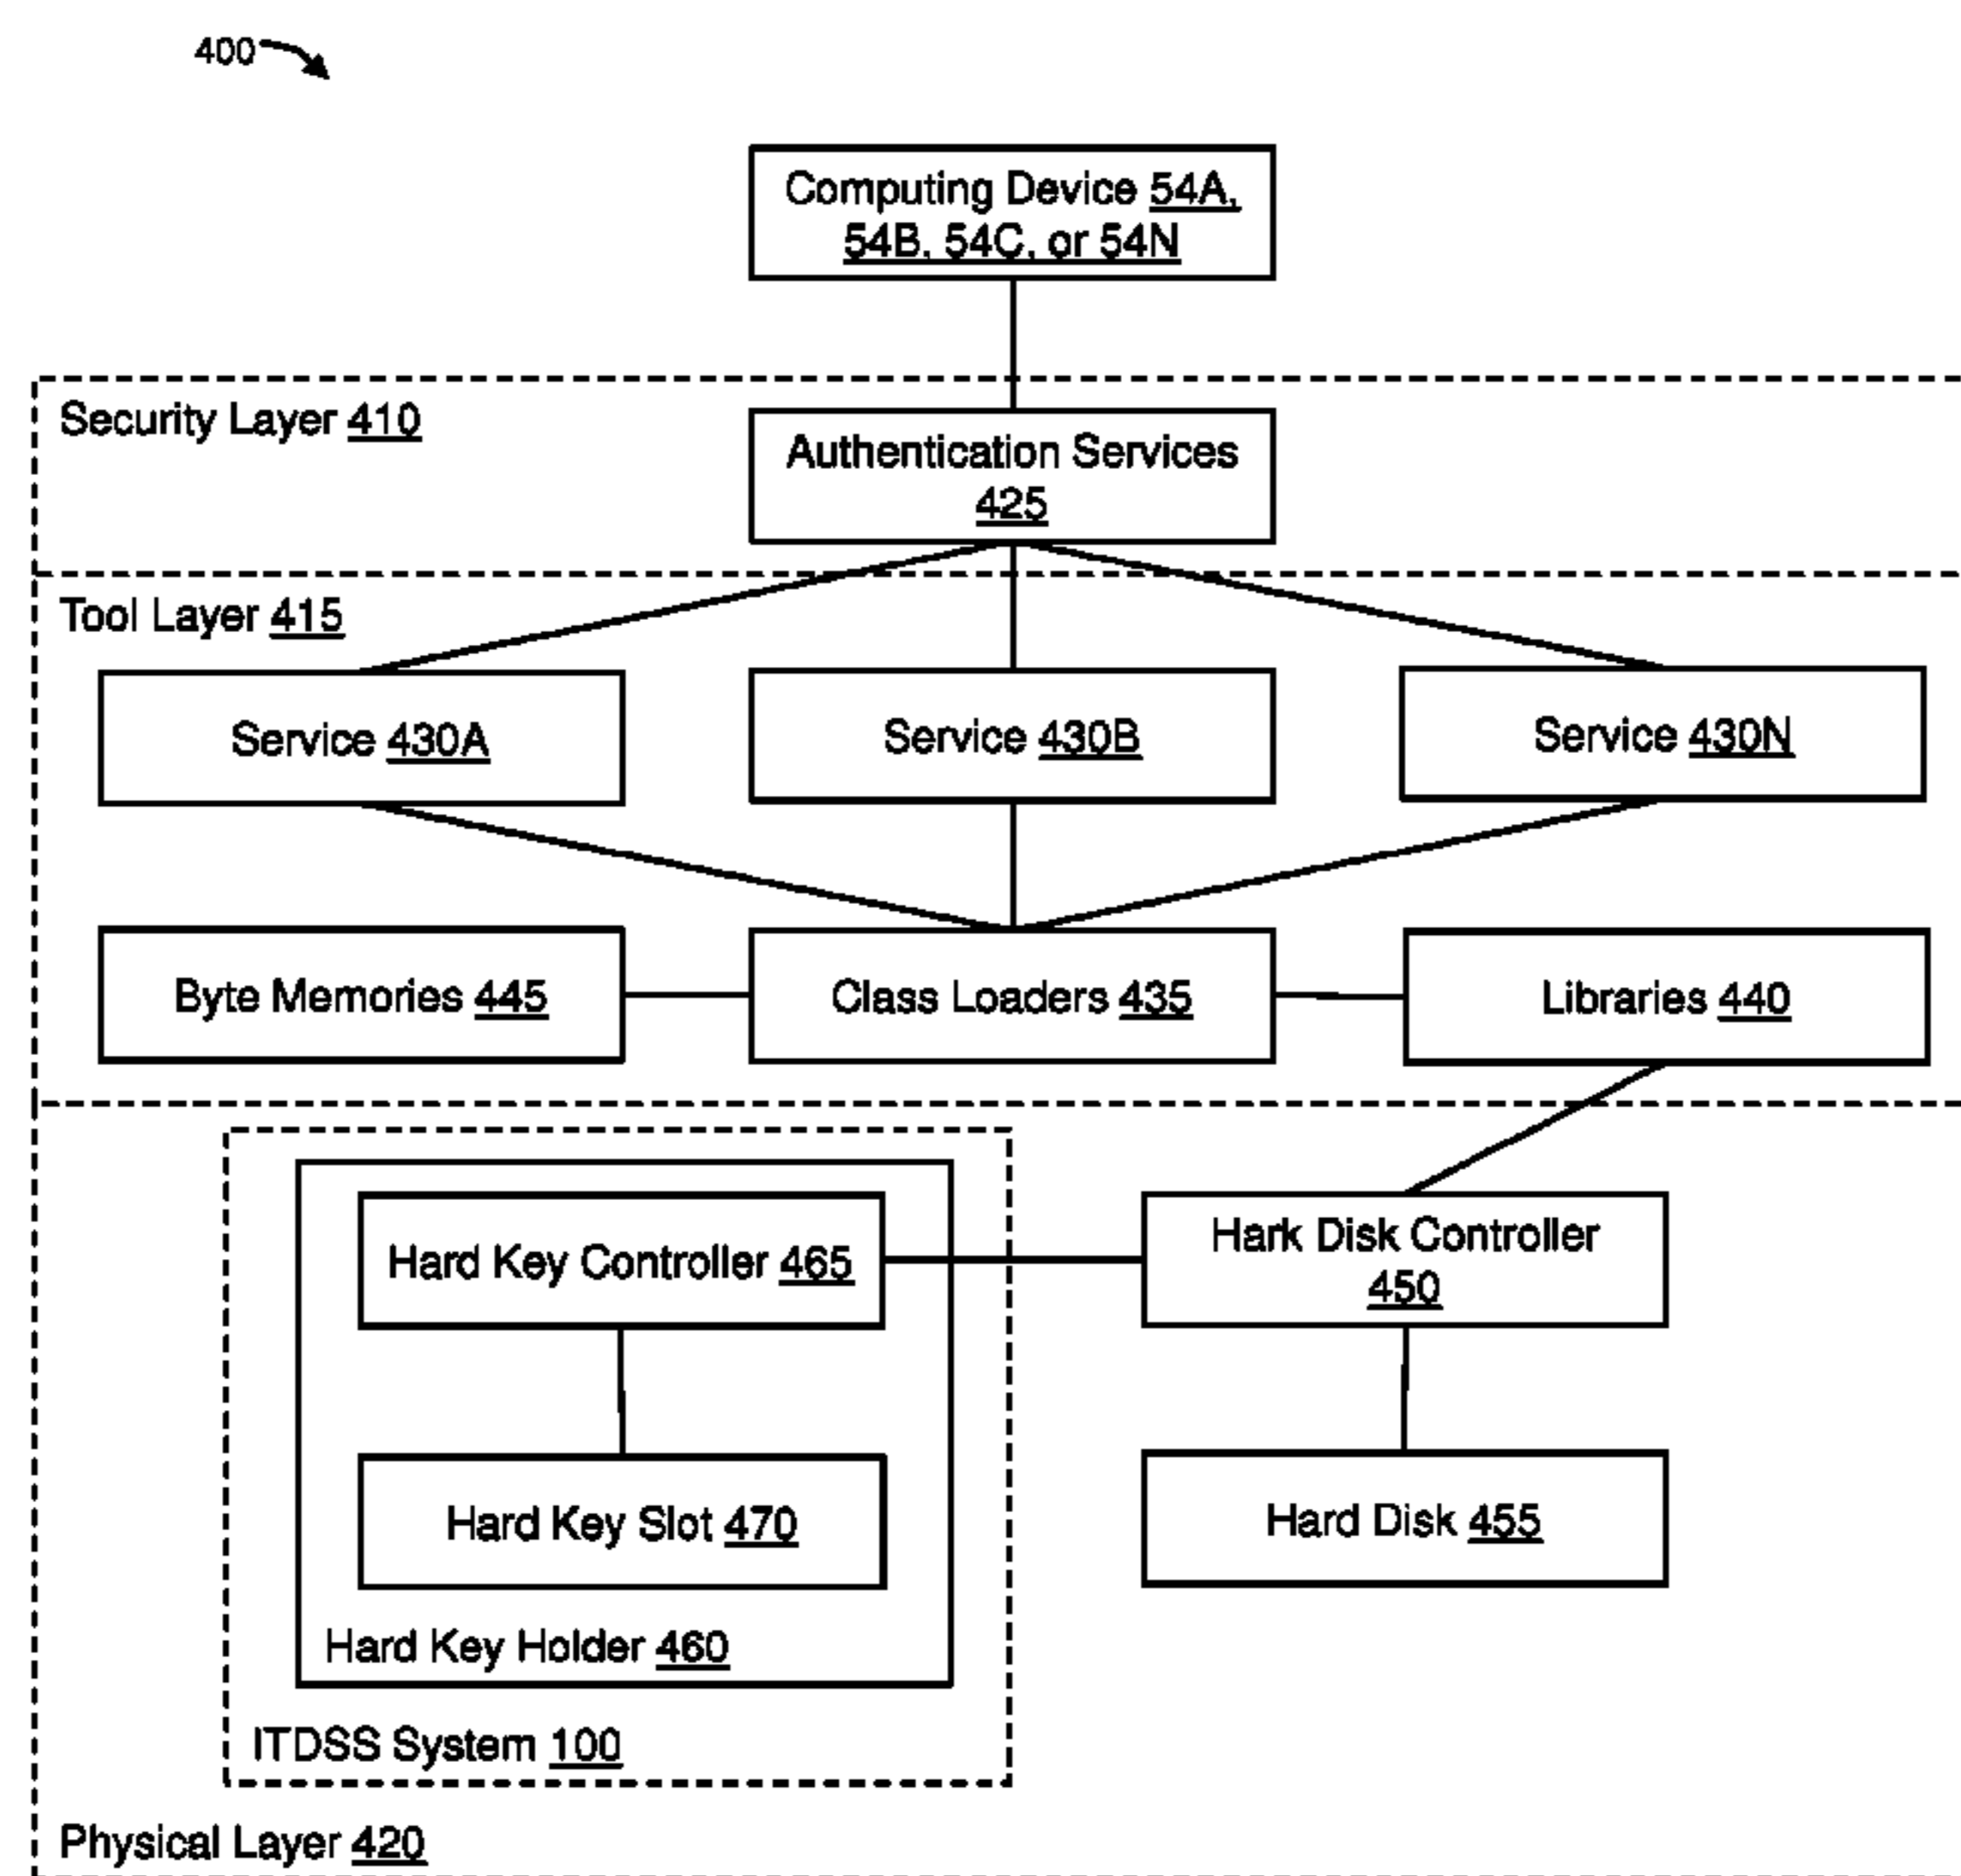 400
Computing Device 54A,
54B, 54C, or 54N
Security Layer 410
Authentication Services
425
Tool Layer 415
Service 430A
Service 430B
Service 430N
Byte Memories 445
Class Loaders 435
Libraries 440
Hard Key Controller 465
Hark Disk Controller
450
Hard Key Slot 470
Hard Disk 455
Hard Key Holder 460
ITDSS System 100
Physical Layer 420